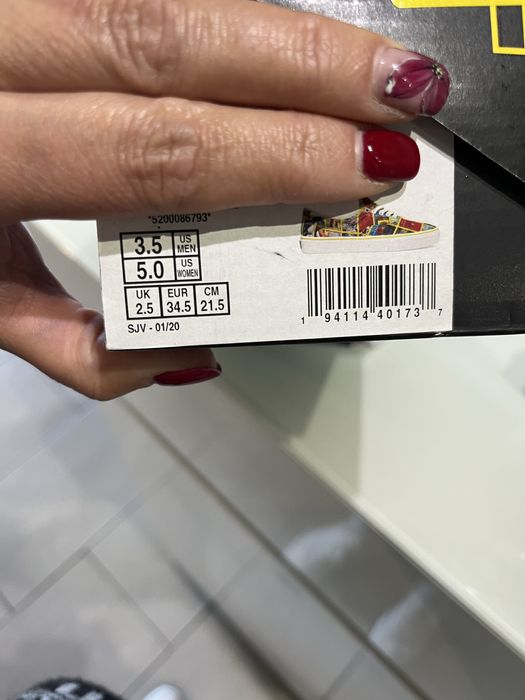 *5200086793*
3.5 US MEN
5.0 US WOMEN
UK EUR CM
2.5 34.5 21.5
SJV - 01/20
1 94114 40173 7